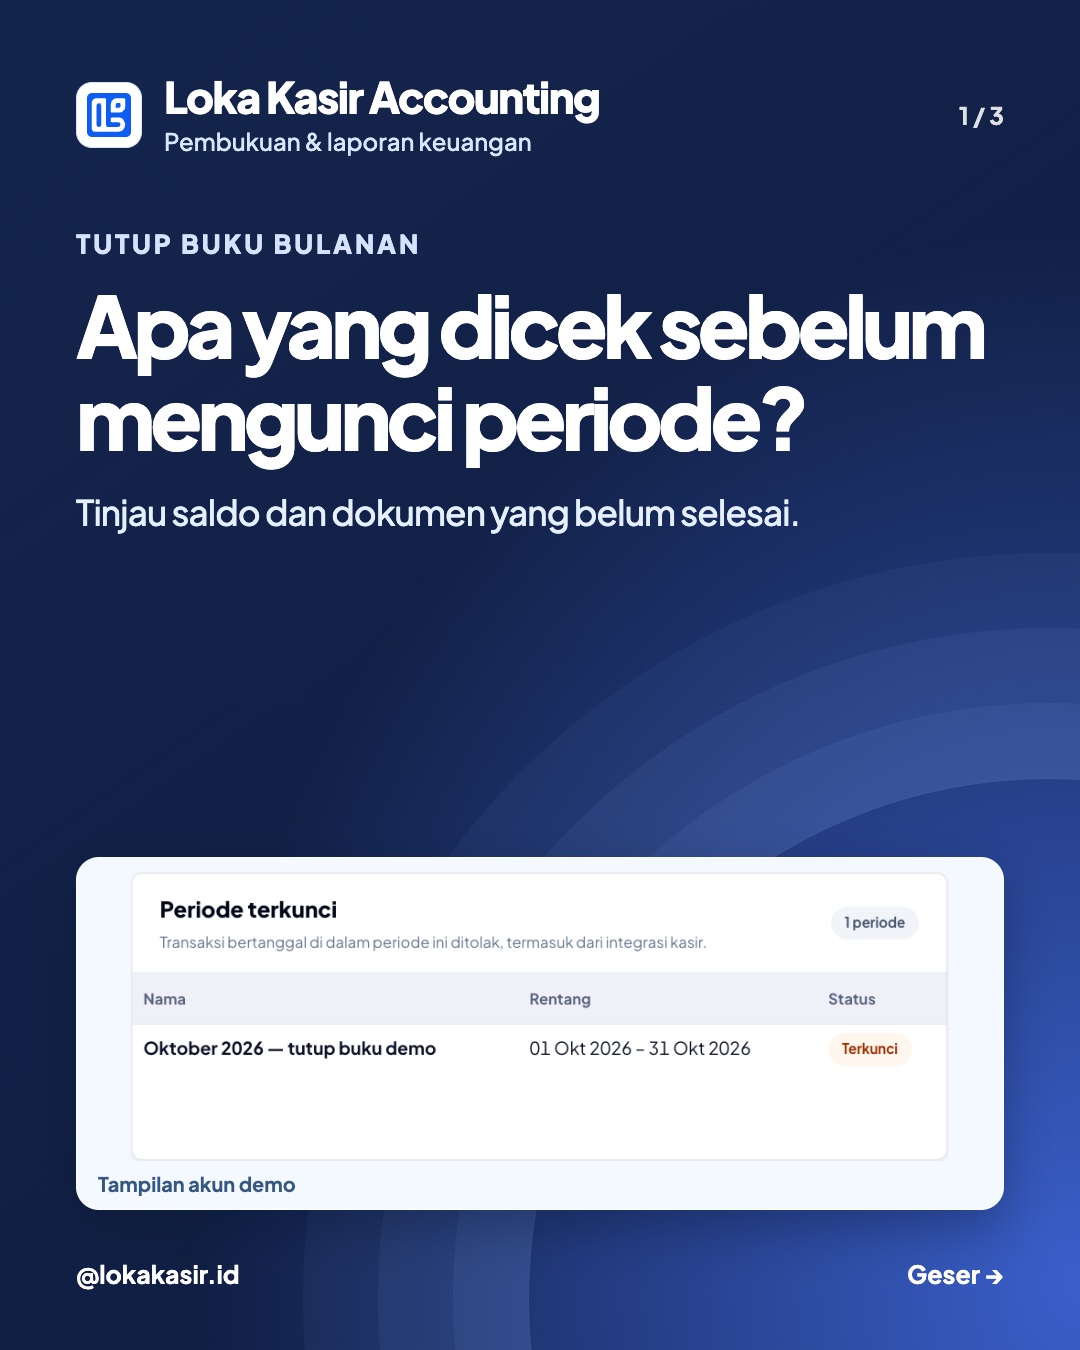 Loka Kasir Accounting
Pembukuan & laporan keuangan
1 / 3
TUTUP BUKU BULANAN
Apa yang dicek sebelum
mengunci periode?
Tinjau saldo dan dokumen yang belum selesai.
Periode terkunci
Transaksi bertanggal di dalam periode ini ditolak, termasuk dari integrasi kasir.
1 periode
Nama Rentang Status
Oktober 2026 — tutup buku demo 01 Okt 2026 – 31 Okt 2026 Terkunci
Tampilan akun demo
@lokakasir.id
Geser →